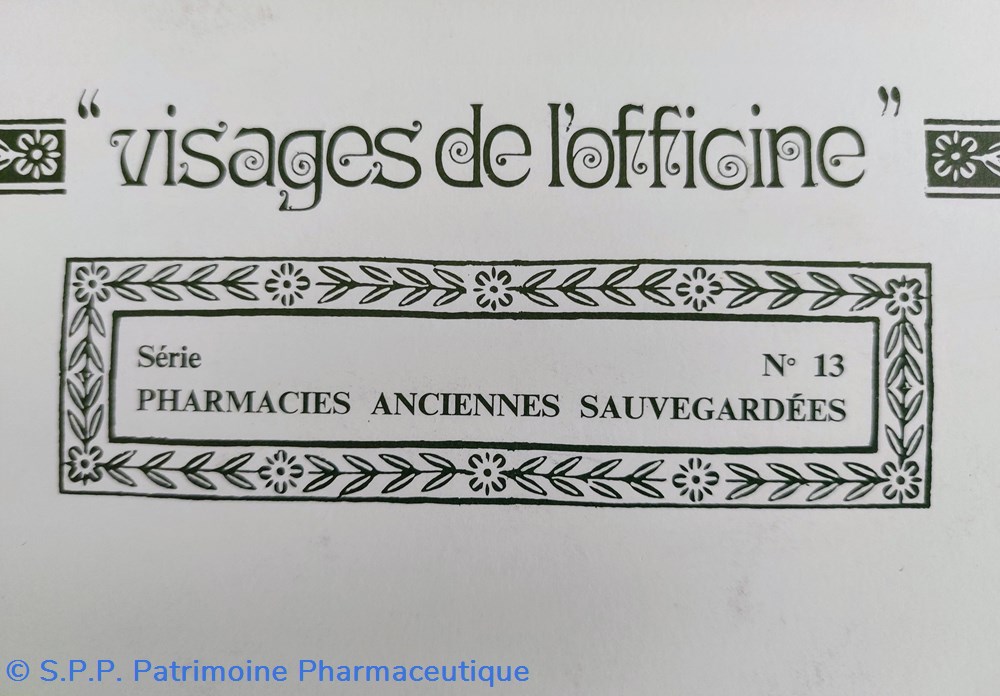 “visages de l'officine”
Série N° 13
PHARMACIES ANCIENNES SAUVEGARDÉES
© S.P.P. Patrimoine Pharmaceutique